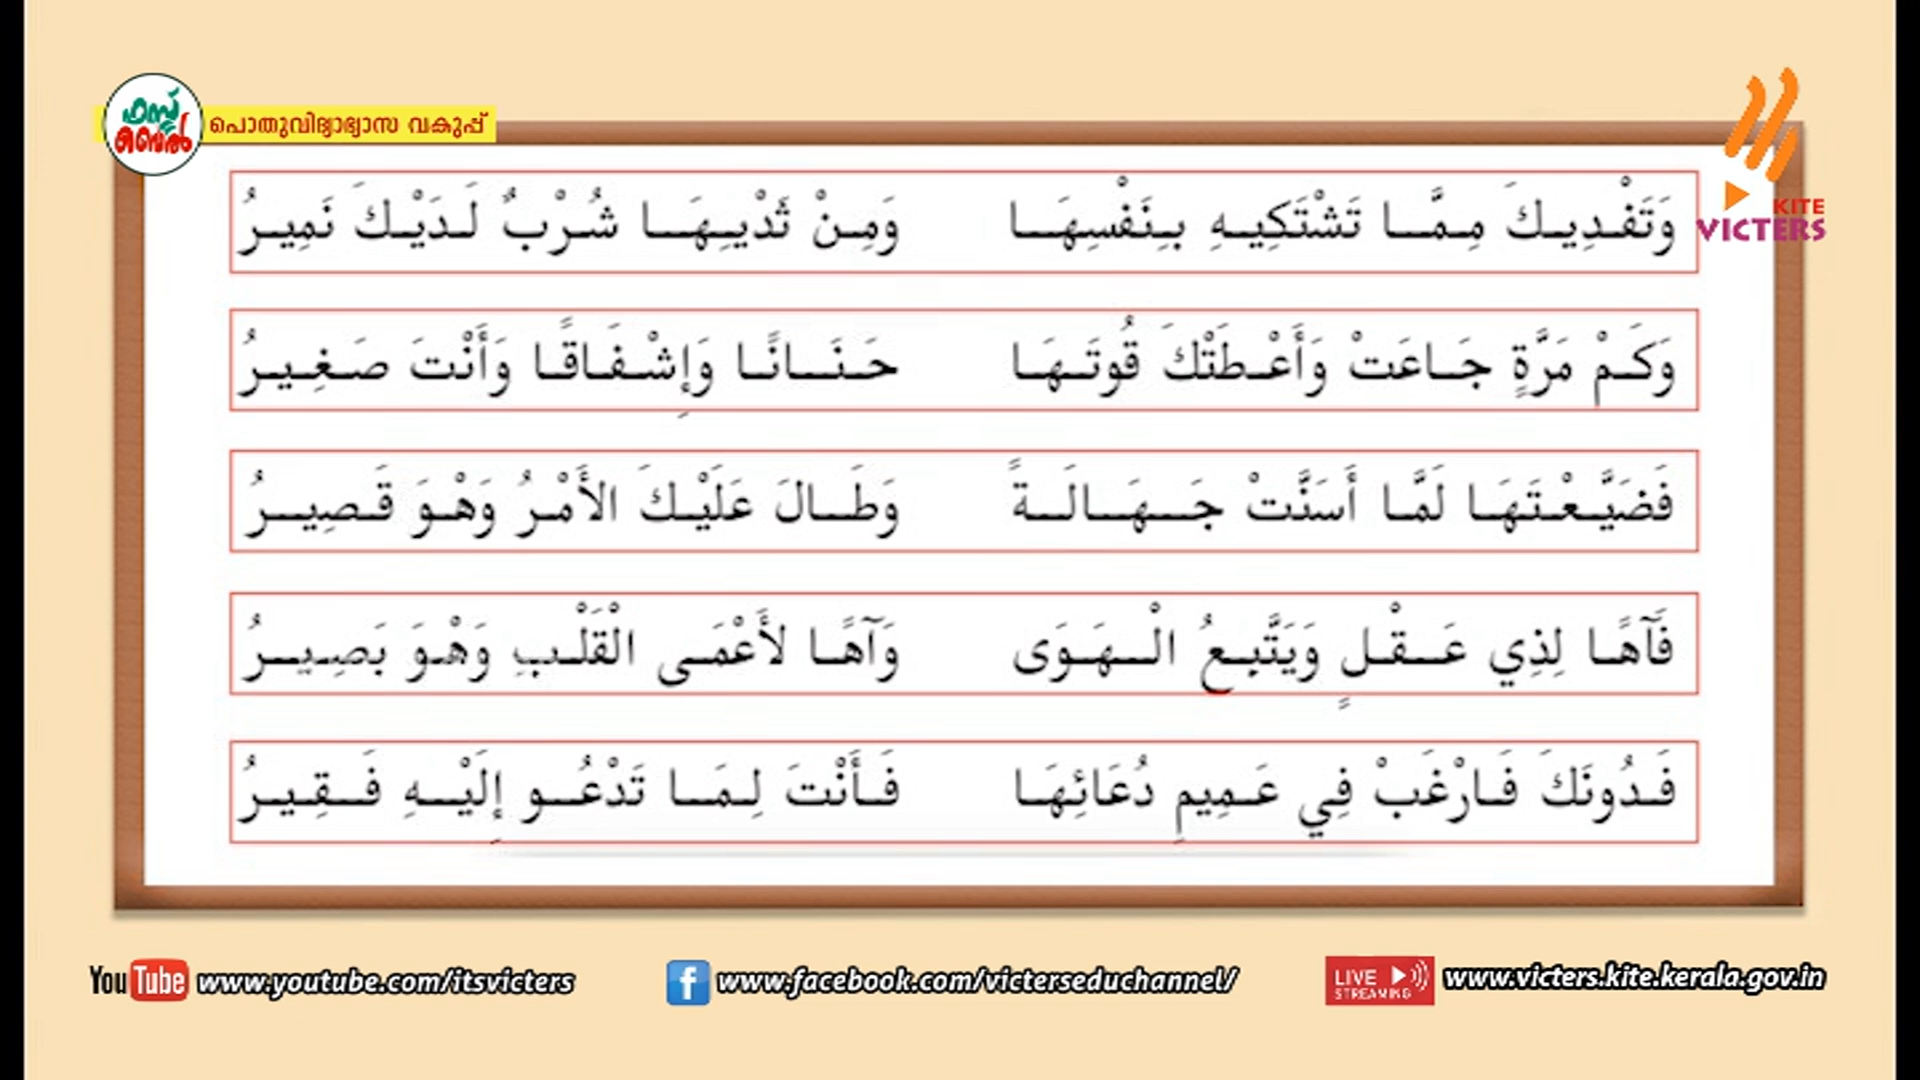 ഫസ്റ്റ്
ബെൽ
പൊതുവിദ്യാഭ്യാസ വകുപ്പ്
KITE
VICTERS
وَتَفْدِيكَ مِمَّا تَشْتَكِيهِ بِنَفْسِهَا وَمِنْ ثَدْيِهَا شُرْبٌ لَدَيْكَ نَمِيرُ
وَكَمْ مَرَّةٍ جَاعَتْ وَأَعْطَتْكَ قُوتَهَا حَنَانًا وَإِشْفَاقًا وَأَنْتَ صَغِيرُ
فَضَيَّعْتَهَا لَمَّا أَسَنَّتْ جَهَالَةً وَطَالَ عَلَيْكَ الأَمْرُ وَهْوَ قَصِيرُ
فَآهًا لِذِي عَقْلٍ وَيَتَّبِعُ الْهَوَى وَآهًا لأَعْمَى الْقَلْبِ وَهْوَ بَصِيرُ
فَدُونَكَ فَارْغَبْ فِي عَمِيمِ دُعَائِهَا فَأَنْتَ لِمَا تَدْعُو إِلَيْهِ فَقِيرُ
YouTube www.youtube.com/itsvicters
f www.facebook.com/victerseduchannel/
LIVE STREAMING www.victers.kite.kerala.gov.in